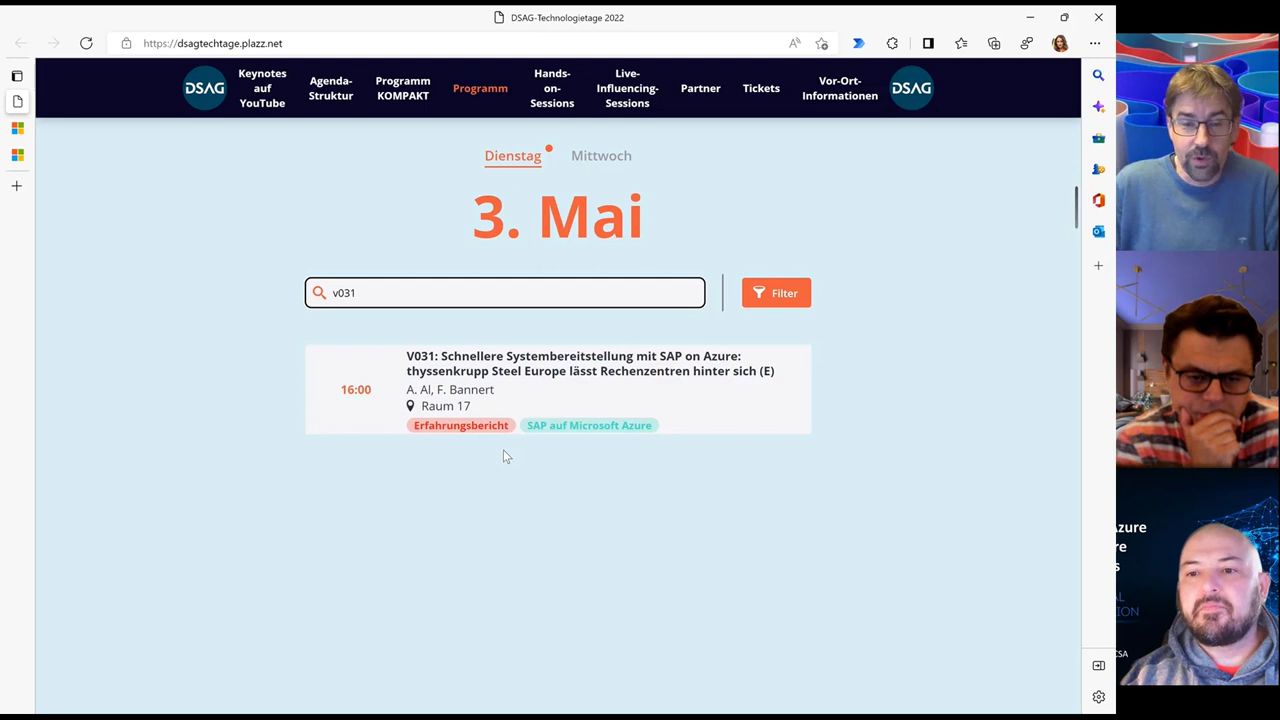 DSAG-Technologietage 2022
https://dsagtechtage.plazz.net
DSAG
Keynotes
auf
YouTube
Agenda-
Struktur
Programm
KOMPAKT
Programm
Hands-
on-
Sessions
Live-
Influencing-
Sessions
Partner
Tickets
Vor-Ort-
Informationen
DSAG
Dienstag
Mittwoch
3. Mai
v031
Filter
16:00
V031: Schnellere Systembereitstellung mit SAP on Azure:
thyssenkrupp Steel Europe lässt Rechenzentren hinter sich (E)
A. Al, F. Bannert
Raum 17
Erfahrungsbericht
SAP auf Microsoft Azure